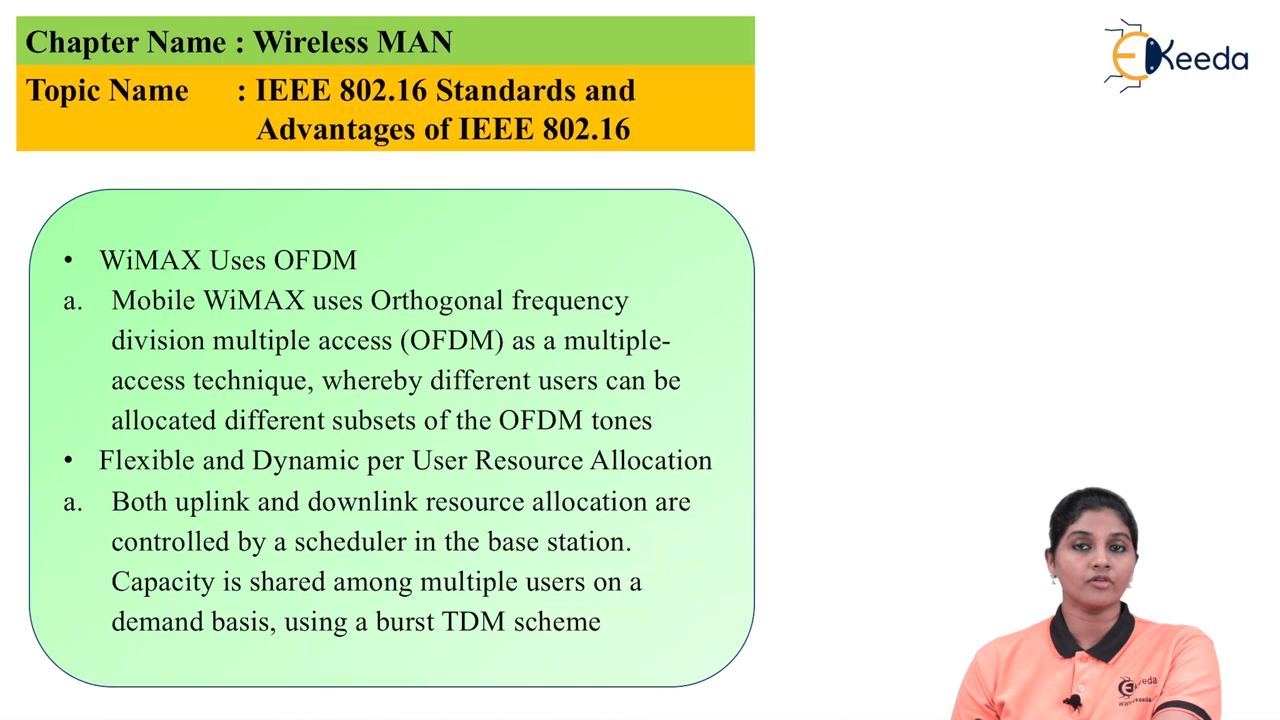 Chapter Name : Wireless MAN
Topic Name : IEEE 802.16 Standards and
Advantages of IEEE 802.16
EKeeda
• WiMAX Uses OFDM
a. Mobile WiMAX uses Orthogonal frequency
division multiple access (OFDM) as a multiple-
access technique, whereby different users can be
allocated different subsets of the OFDM tones
• Flexible and Dynamic per User Resource Allocation
a. Both uplink and downlink resource allocation are
controlled by a scheduler in the base station.
Capacity is shared among multiple users on a
demand basis, using a burst TDM scheme